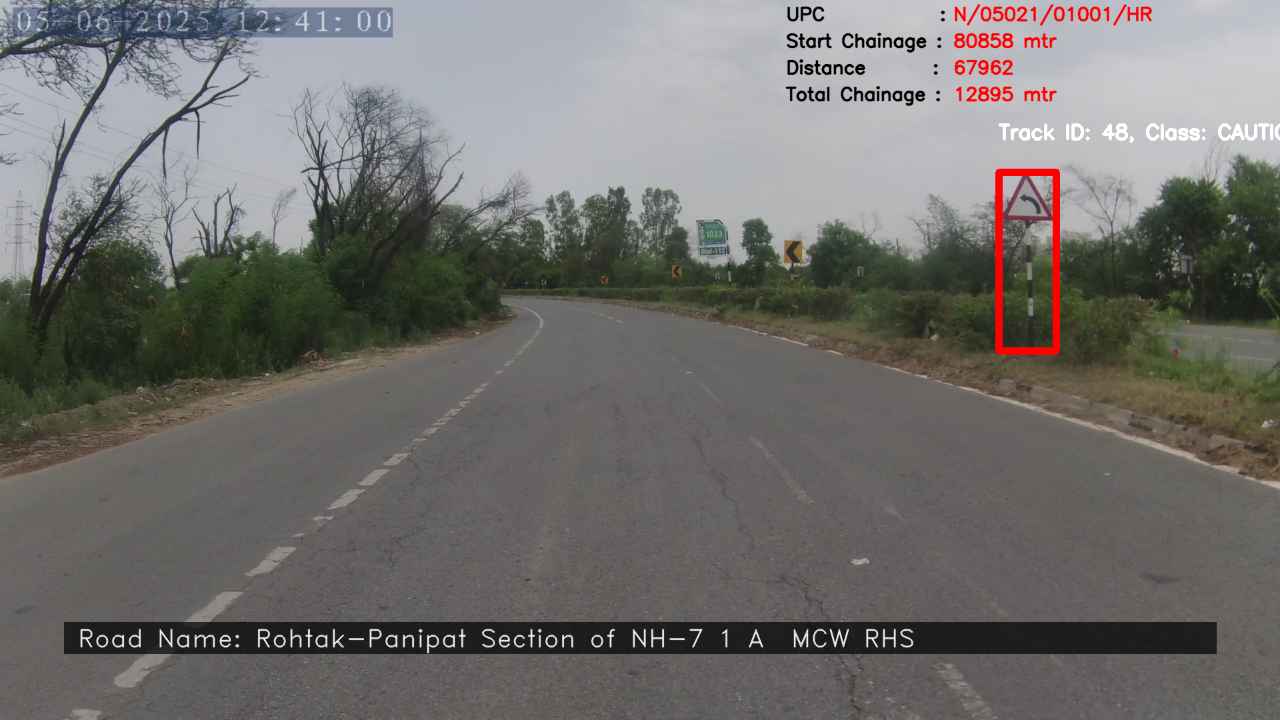 05-06-2025 12:41:00
UPC : N/05021/01001/HR
Start Chainage : 80858 mtr
Distance : 67962
Total Chainage : 12895 mtr
Track ID: 48, Class: CAUTIO
Road Name: Rohtak-Panipat Section of NH-7 1 A MCW RHS